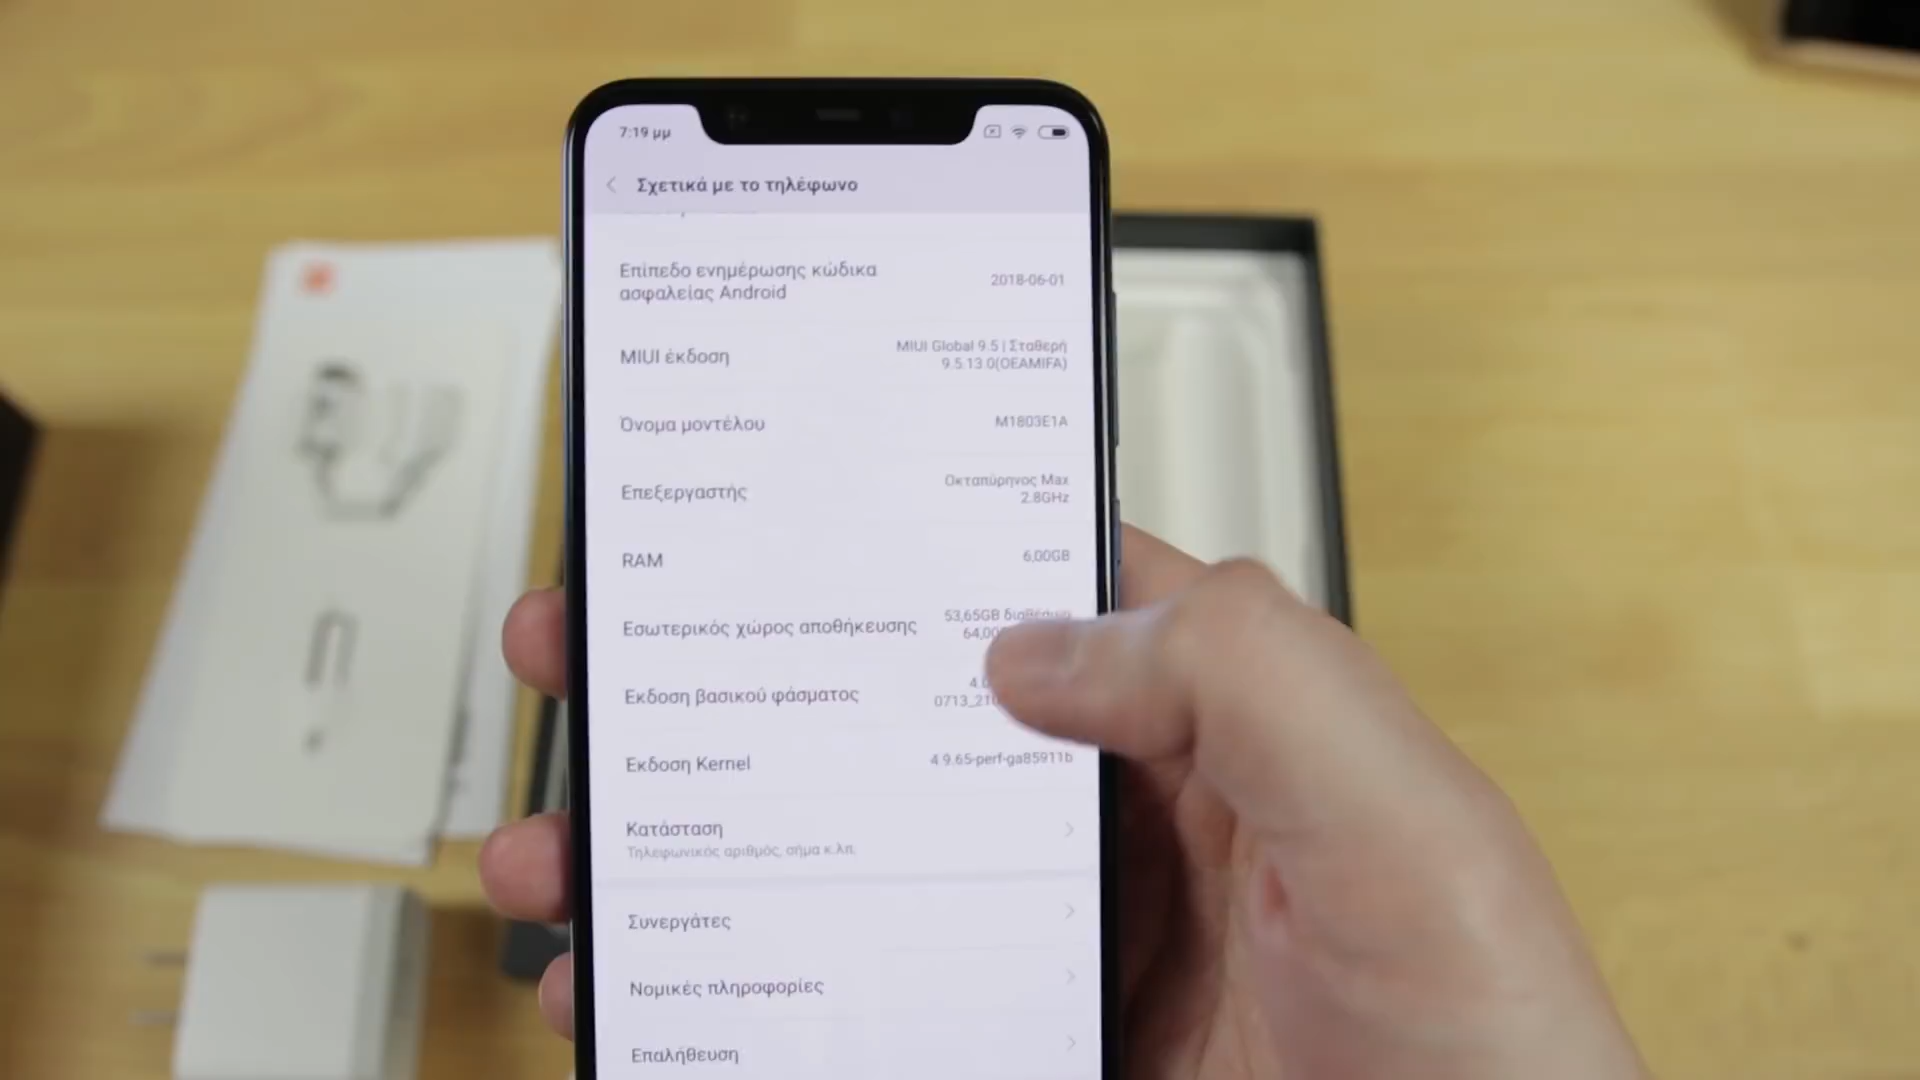 7:19 μμ
Σχετικά με το τηλέφωνο
Επίπεδο ενημέρωσης κώδικα
ασφαλείας Android
2018-06-01
MIUI έκδοση
MIUI Global 9.5 | Σταθερή
9.5.13.0(OEAMIFA)
Όνομα μοντέλου
M1803E1A
Επεξεργαστής
Οκταπύρηνος Max
2.8GHz
RAM
6,00GB
Εσωτερικός χώρος αποθήκευσης
53,65GB
Εκδοση βασικού φάσματος
Εκδοση Kernel
4.9.65-perf-ga85911b
Κατάσταση
Τηλεφωνικός αριθμός, σήμα κ.λπ.
Συνεργάτες
Νομικές πληροφορίες
Επαλήθευση